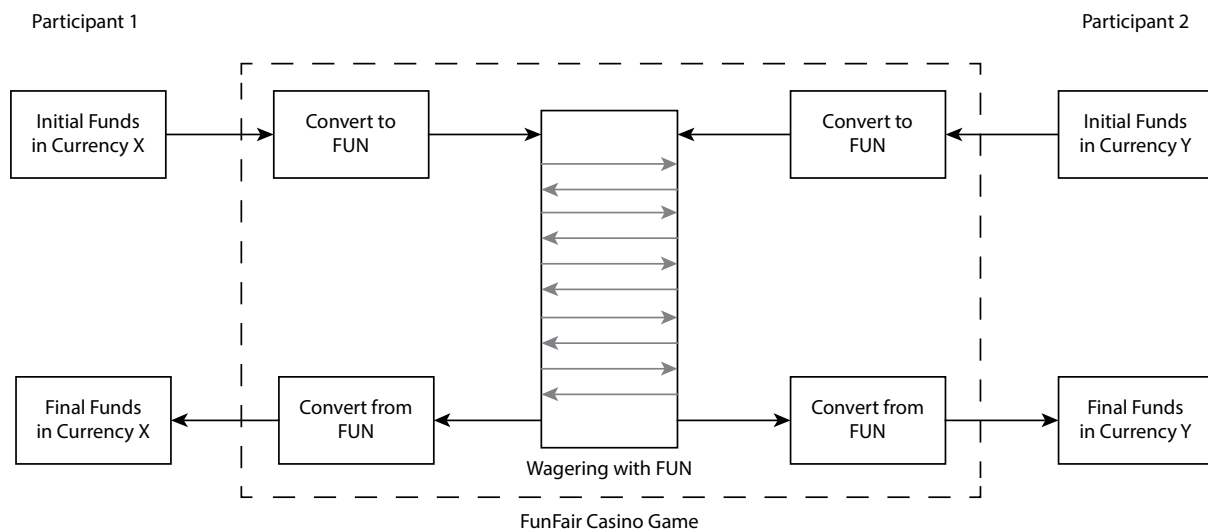 Participant 1
Participant 2
Initial Funds
in Currency X
Convert to
FUN
Convert to
FUN
Initial Funds
in Currency Y
Final Funds
in Currency X
Convert from
FUN
Convert from
FUN
Final Funds
in Currency Y
Wagering with FUN
FunFair Casino Game